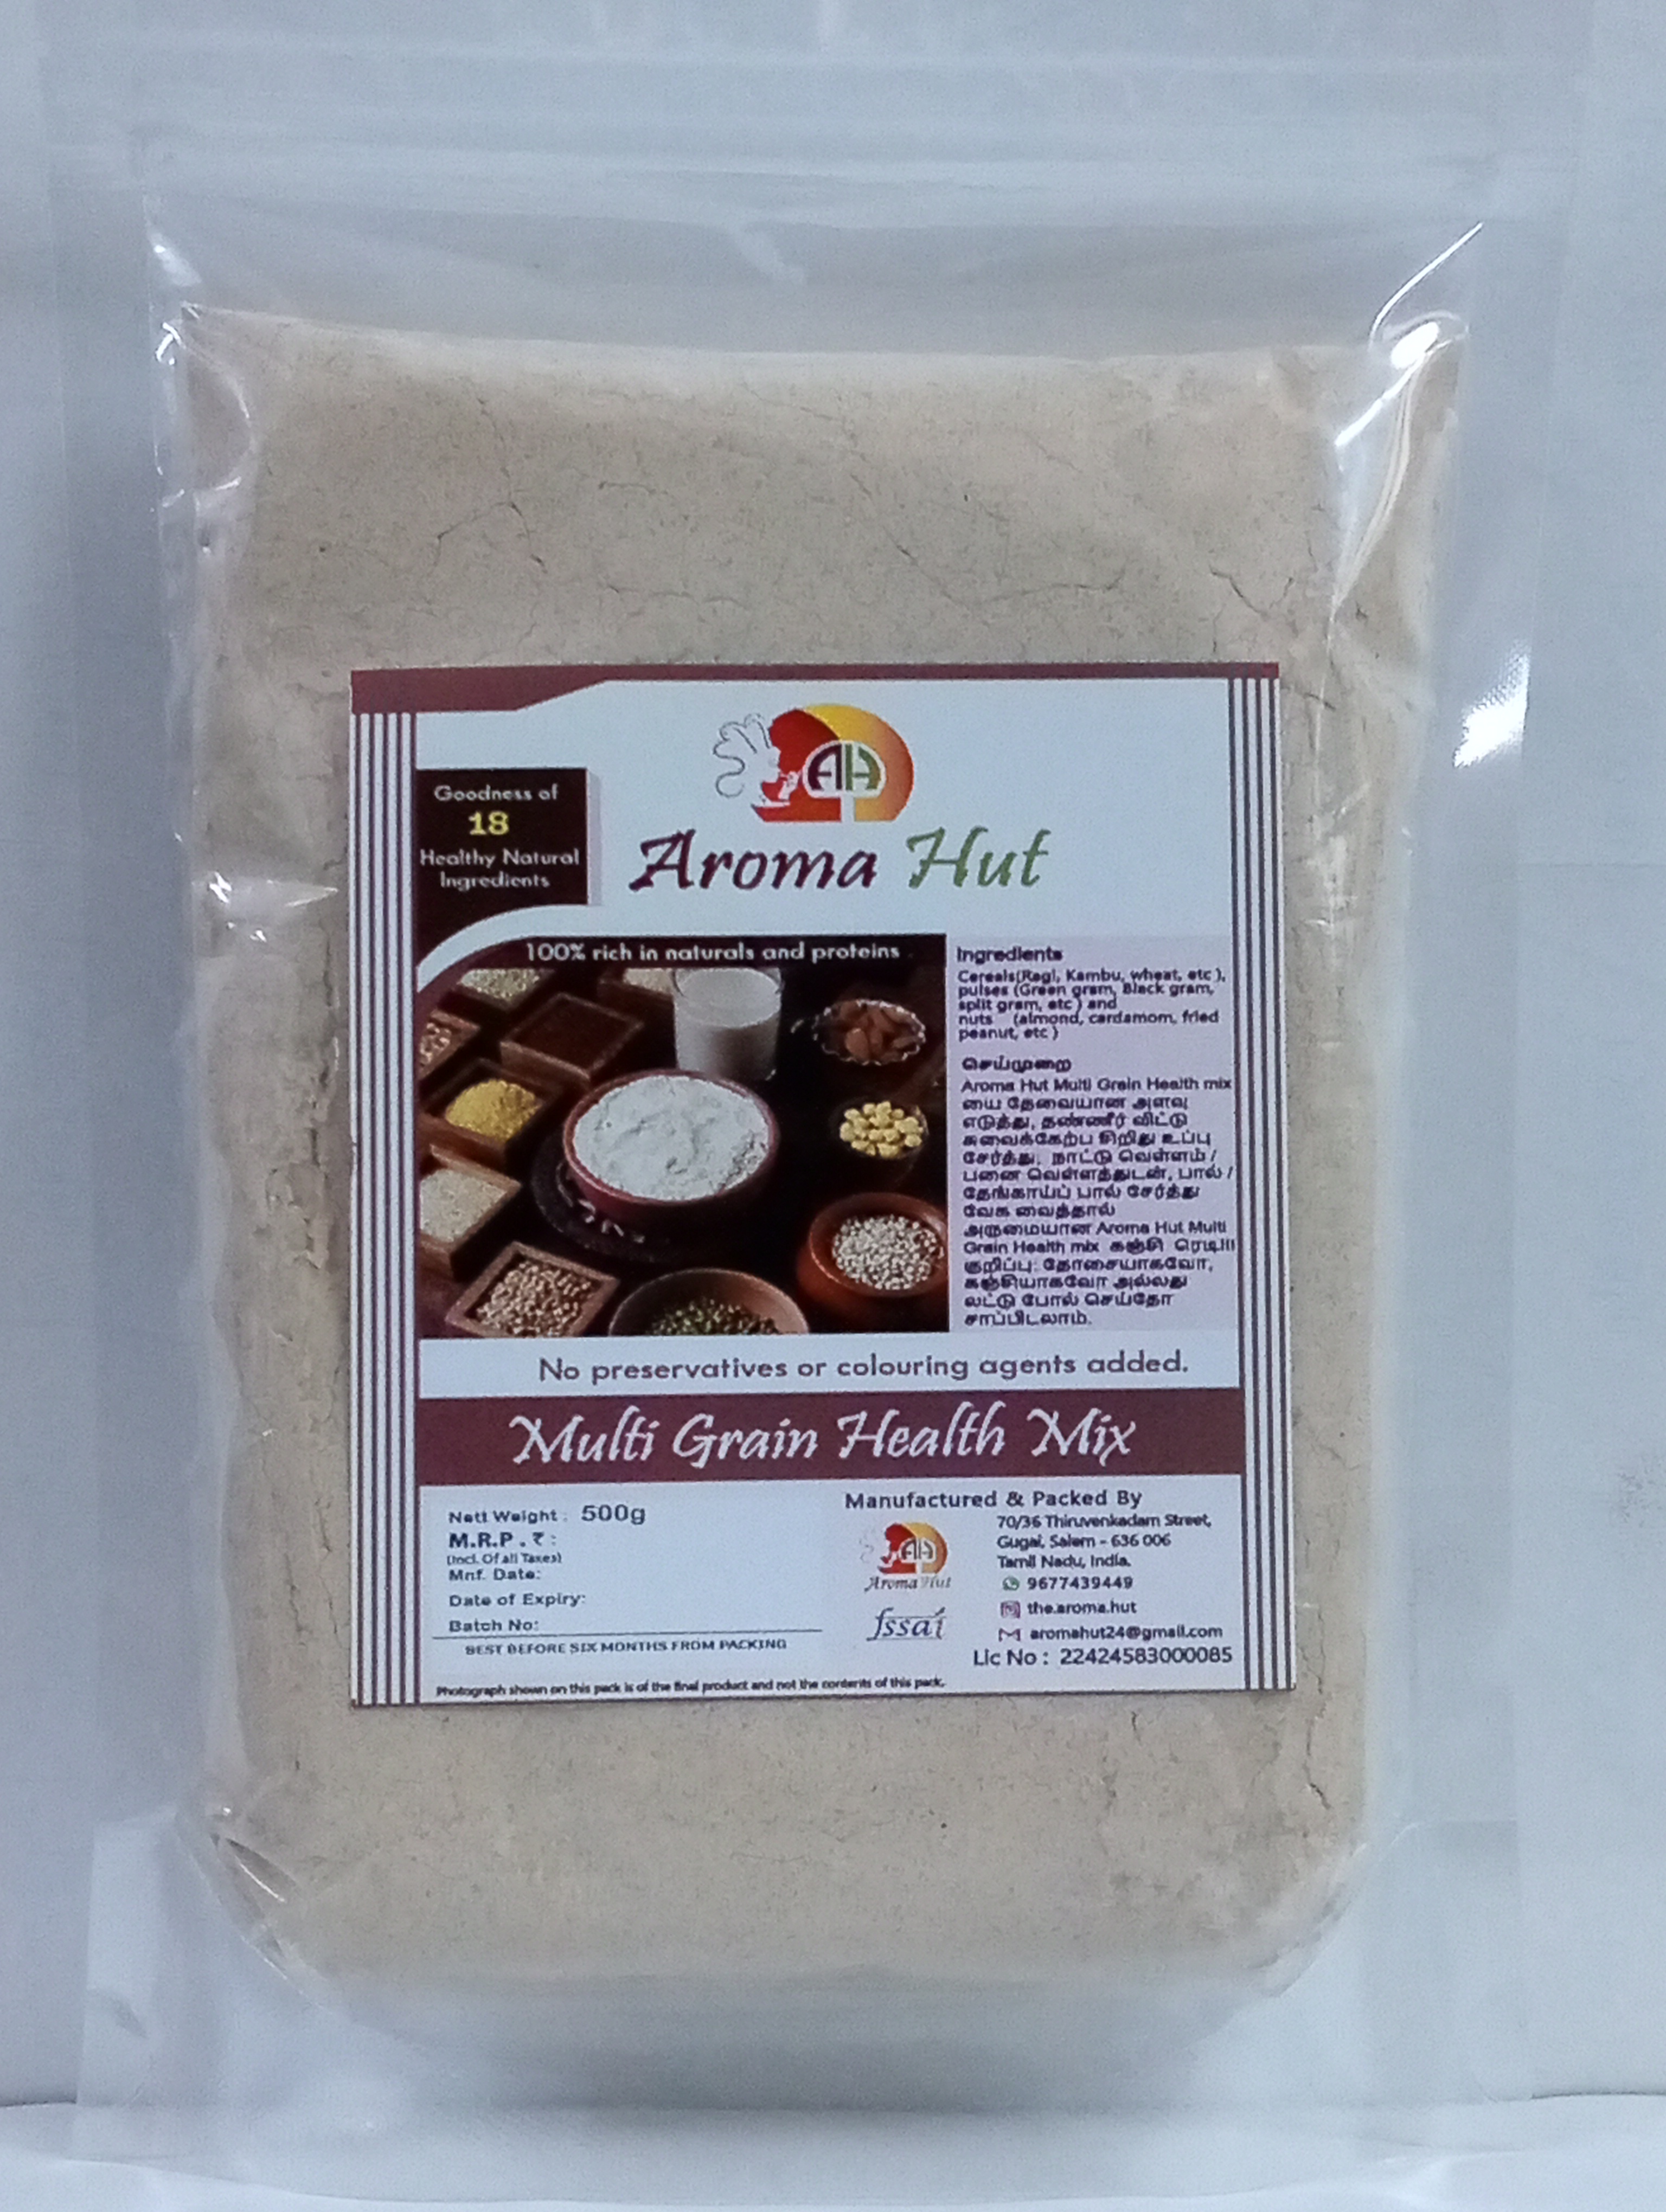 AH
Aroma Hut
Goodness of
18
Healthy Natural
Ingredients
100% rich in naturals and proteins
Ingredients
Cereals(Ragi, Kambu, wheat, etc ),
pulses (Green gram, Black gram,
split gram, etc ) and
nuts (almond, cardamom, fried
peanut, etc )
செய்முறை
Aroma Hut Multi Grain Health mix
யை தேவையான அளவு
எடுத்து, தண்ணீர் விட்டு
சுவைக்கேற்ப சிறிது உப்பு
சேர்த்து, நாட்டு வெள்ளம் /
பனை வெள்ளத்துடன், பால் /
தேங்காய்ப் பால் சேர்த்து
வேக வைத்தால்
அருமையான Aroma Hut Multi
Grain Health mix கஞ்சி ரெடி!!!
குறிப்பு: தோசையாகவோ,
கஞ்சியாகவோ அல்லது
லட்டு போல் செய்தோ
சாப்பிடலாம்.
No preservatives or colouring agents added.
Multi Grain Health Mix
Nett Weight : 500g
M.R.P . ₹ :
(Incl. Of all Taxes)
Mnf. Date:
Date of Expiry:
Batch No:
BEST BEFORE SIX MONTHS FROM PACKING
Photograph shown on this pack is of the final product and not the contents of this pack.
Manufactured & Packed By
AH
Aroma Hut
fssai
70/36 Thiruvenkadam Street,
Gugai, Salem - 636 006
Tamil Nadu, India.
9677439449
the.aroma.hut
aromahut24@gmail.com
Lic No : 22424583000085